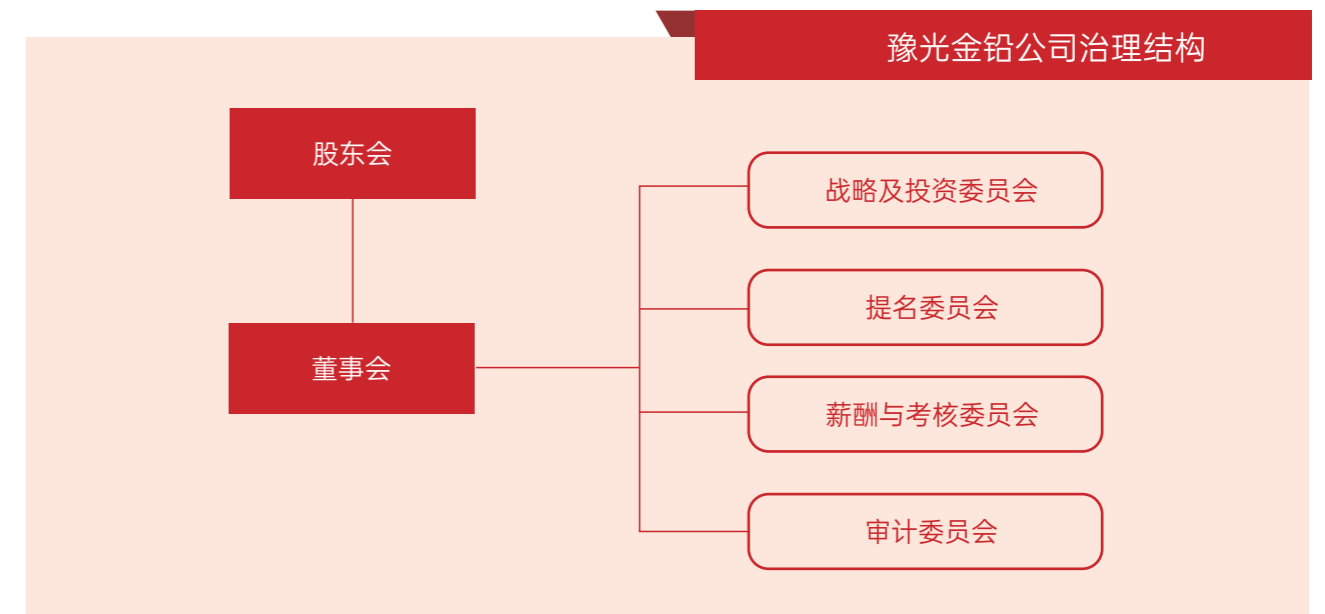 豫光金铅公司治理结构
股东会
董事会
战略及投资委员会
提名委员会
薪酬与考核委员会
审计委员会